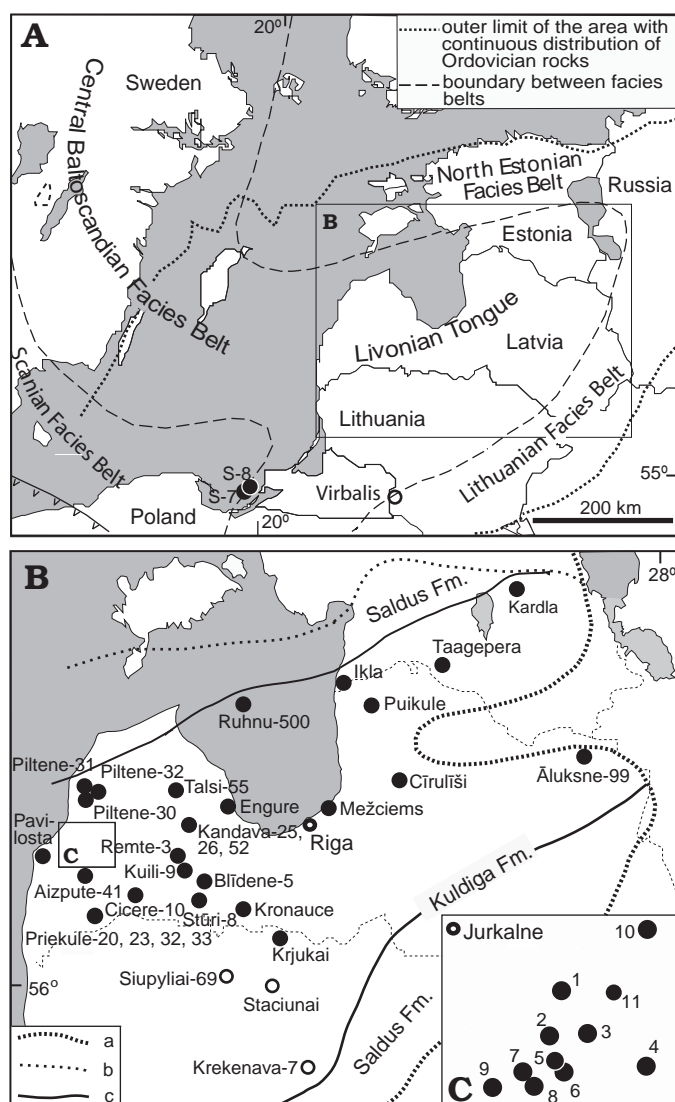 A
20°
outer limit of the area with
continuous distribution of
Ordovician rocks
boundary between facies
belts
Sweden
Central Baltoscandian Facies Belt
North Estonian
Facies Belt
Russia
B
Estonia
Livonian Tongue
Latvia
Scanian Facies Belt
Lithuania
Lithuanian Facies Belt
S-8
S-7
Virbalis
55°
Poland
20°
200 km
B
28°
Saldus Fm.
Kardla
Taagepera
Ikla
Puikule
Ruhnu-500
Piltene-31
Piltene-32
Talsi-55
Cīrulīši
Āluksne-99
Piltene-30
Engure
Mežciems
Pavi-
losta
Kandava-25,
26, 52
Riga
C
Remte-3
Kuili-9
Kuldiga Fm.
Aizpute-41
Blīdene-5
Cicere-10
Stūri-8
Kronauce
Priekule-20, 23, 32, 33
Krjukai
Jurkalne
10
Siupyliai-69
1
11
56°
Staciunai
Saldus Fm.
2
3
a
b
c
Krekenava-7
7
5
4
9
8
6
C